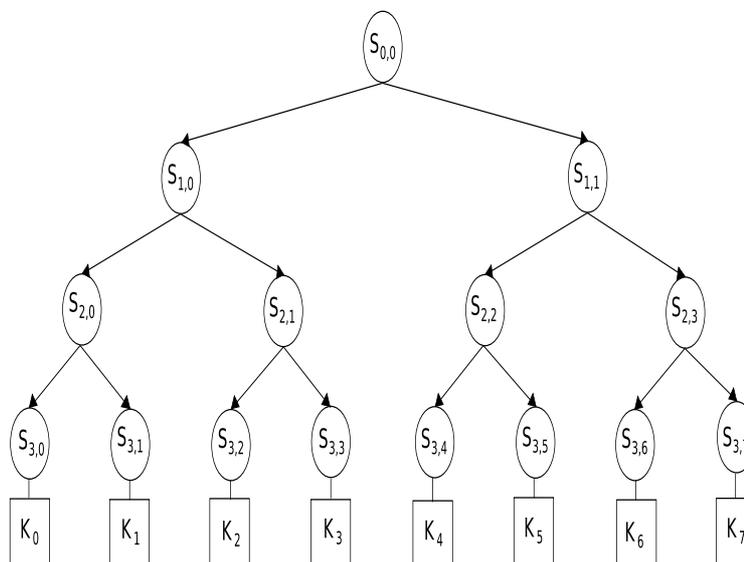 S0,0
S1,0 S1,1
S2,0 S2,1 S2,2 S2,3
S3,0 S3,1 S3,2 S3,3 S3,4 S3,5 S3,6
K0 K1 K2 K3 K4 K5 K6 K7